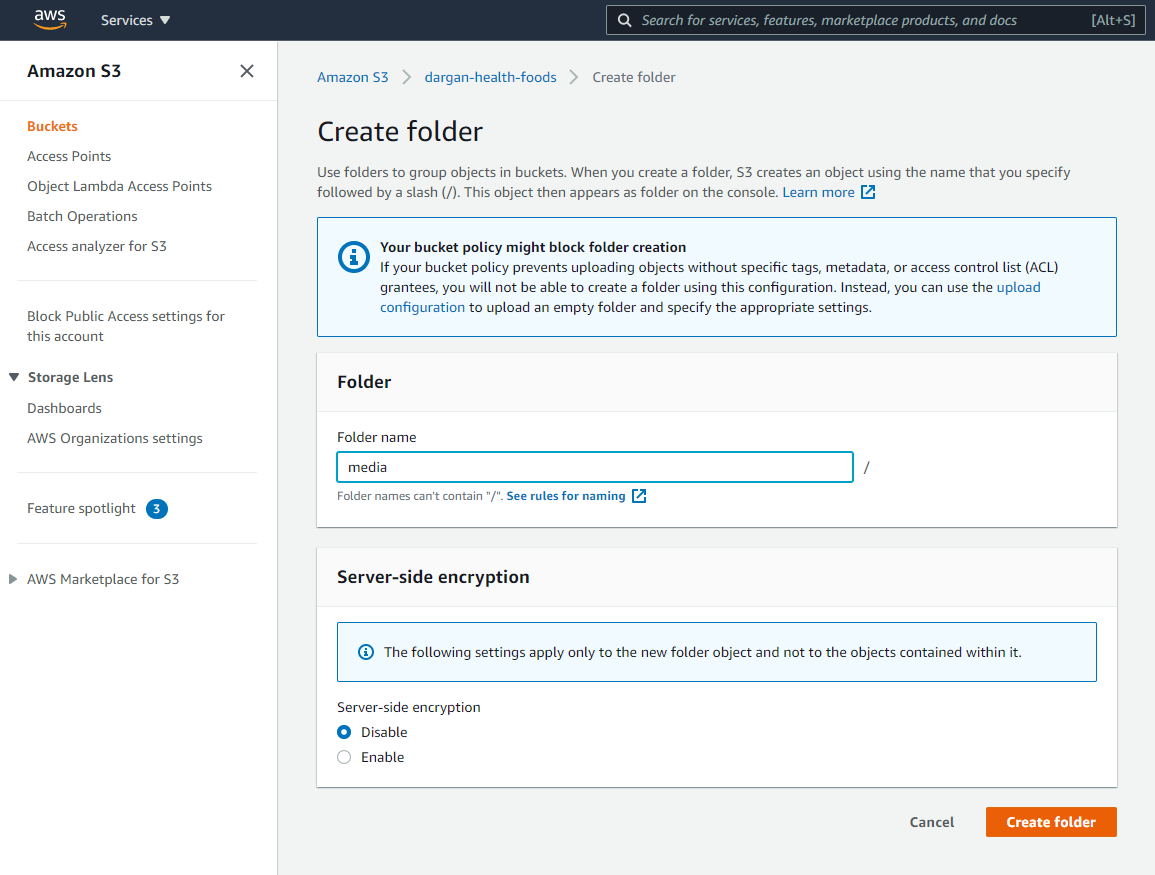 aws Services Search for services, features, marketplace products, and docs [Alt+S]
Amazon S3
Buckets
Access Points
Object Lambda Access Points
Batch Operations
Access analyzer for S3
Block Public Access settings for
this account
Storage Lens
Dashboards
AWS Organizations settings
Feature spotlight 3
AWS Marketplace for S3
Amazon S3 dargan-health-foods Create folder
Create folder
Use folders to group objects in buckets. When you create a folder, S3 creates an object using the name that you specify
followed by a slash (/). This object then appears as folder on the console. Learn more
Your bucket policy might block folder creation
If your bucket policy prevents uploading objects without specific tags, metadata, or access control list (ACL)
grantees, you will not be able to create a folder using this configuration. Instead, you can use the upload
configuration to upload an empty folder and specify the appropriate settings.
Folder
Folder name
media /
Folder names can't contain "/". See rules for naming
Server-side encryption
The following settings apply only to the new folder object and not to the objects contained within it.
Server-side encryption
Disable
Enable
Cancel Create folder